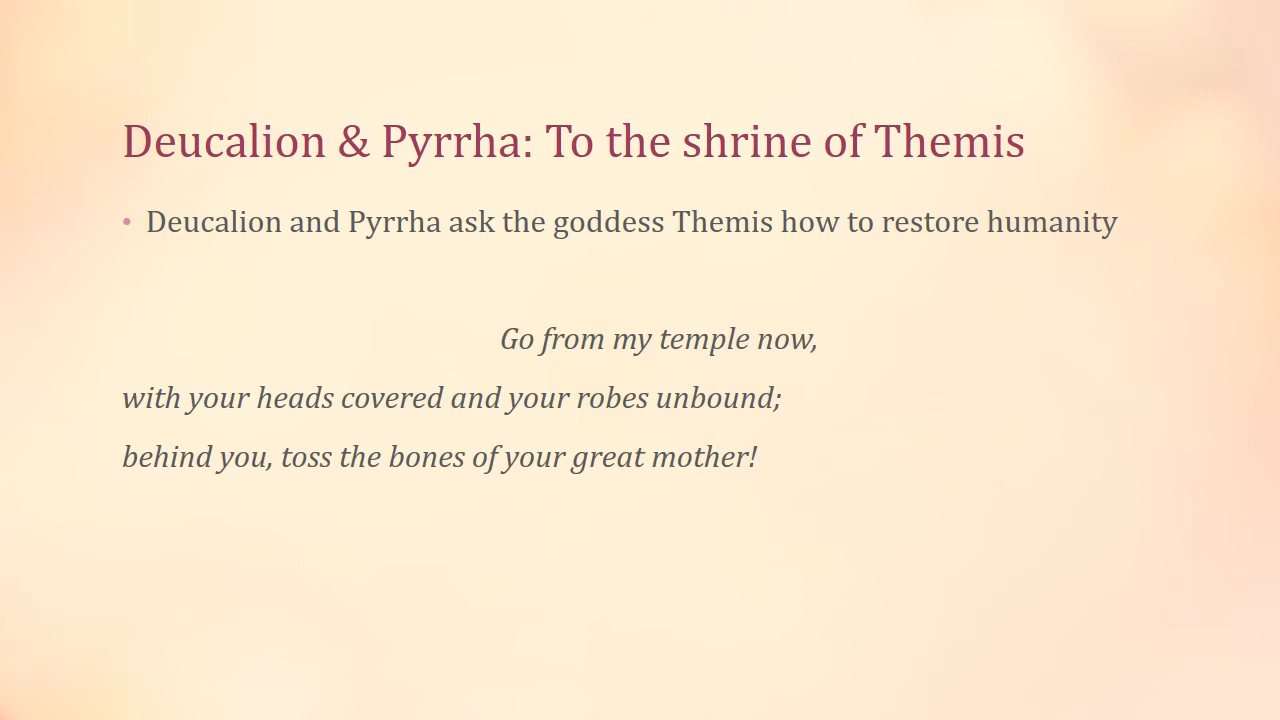 Deucalion & Pyrrha: To the shrine of Themis
• Deucalion and Pyrrha ask the goddess Themis how to restore humanity
Go from my temple now,
with your heads covered and your robes unbound;
behind you, toss the bones of your great mother!